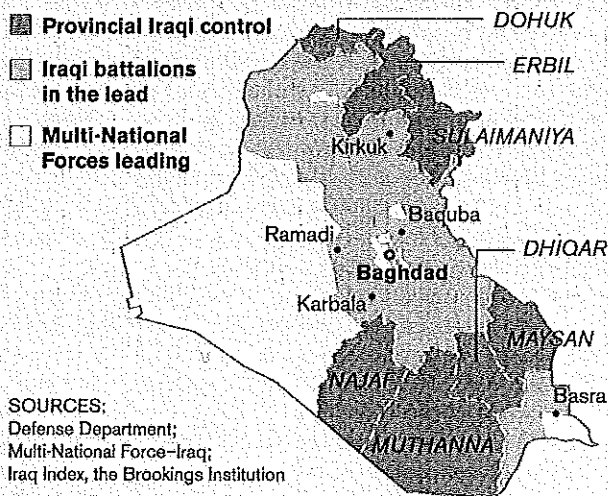 Provincial Iraqi control
Iraqi battalions
in the lead
Multi-National
Forces leading
DOHUK
ERBIL
SULAIMANIYA
Kirkuk
Baquba
Ramadi
Baghdad
DHIQAR
Karbala
MAYSAN
NAJAF
Basra
MUTHANNA
SOURCES:
Defense Department;
Multi-National Force–Iraq;
Iraq Index, the Brookings Institution